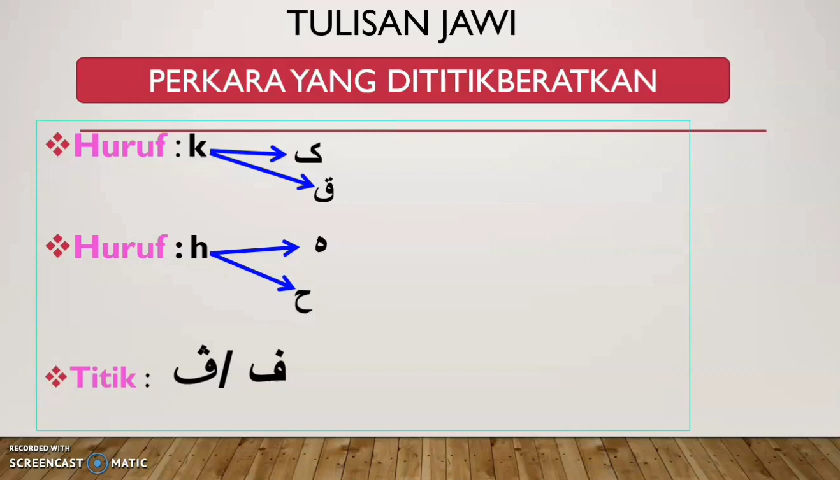 TULISAN JAWI
PERKARA YANG DITITIKBERATKAN
Huruf : k
ک
ق
Huruf : h
ه
ح
Titik : ڤ / ف
RECORDED WITH
SCREENCAST MATIC